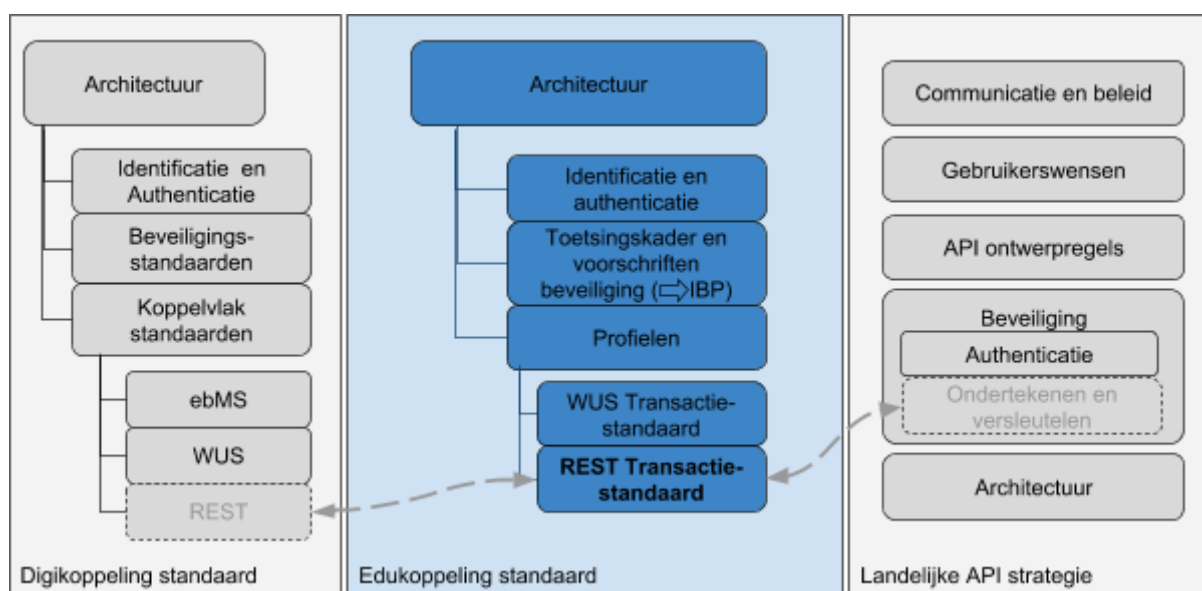 Architectuur
Identificatie en
Authenticatie
Beveiligings-
standaarden
Koppelvlak
standaarden
ebMS
WUS
REST
Digikoppeling standaard
Architectuur
Identificatie en
authenticatie
Toetsingskader en
voorschriften
beveiliging (⇨IBP)
Profielen
WUS Transactie-
standaard
REST Transactie-
standaard
Edukoppeling standaard
Communicatie en beleid
Gebruikerswensen
API ontwerpregels
Beveiliging
Authenticatie
Ondertekenen en
versleutelen
Architectuur
Landelijke API strategie